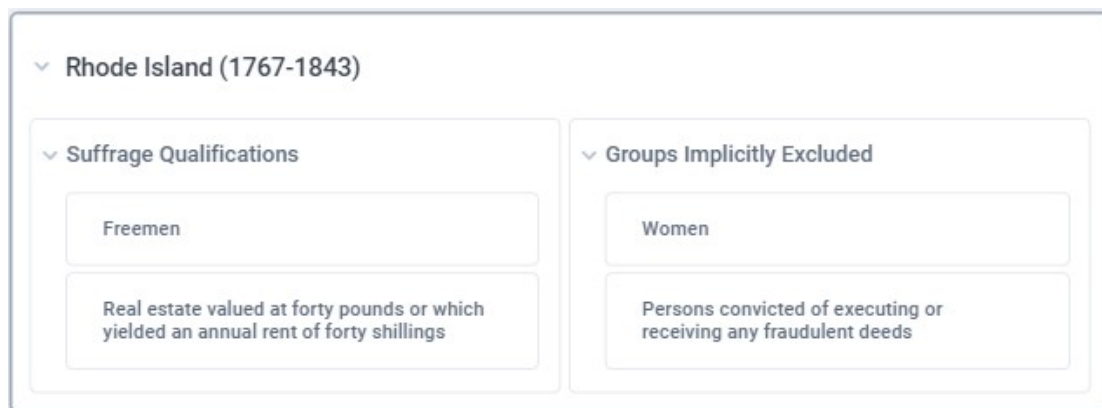 Rhode Island (1767-1843)
Suffrage Qualifications
Freemen
Real estate valued at forty pounds or which
yielded an annual rent of forty shillings
Groups Implicitly Excluded
Women
Persons convicted of executing or
receiving any fraudulent deeds